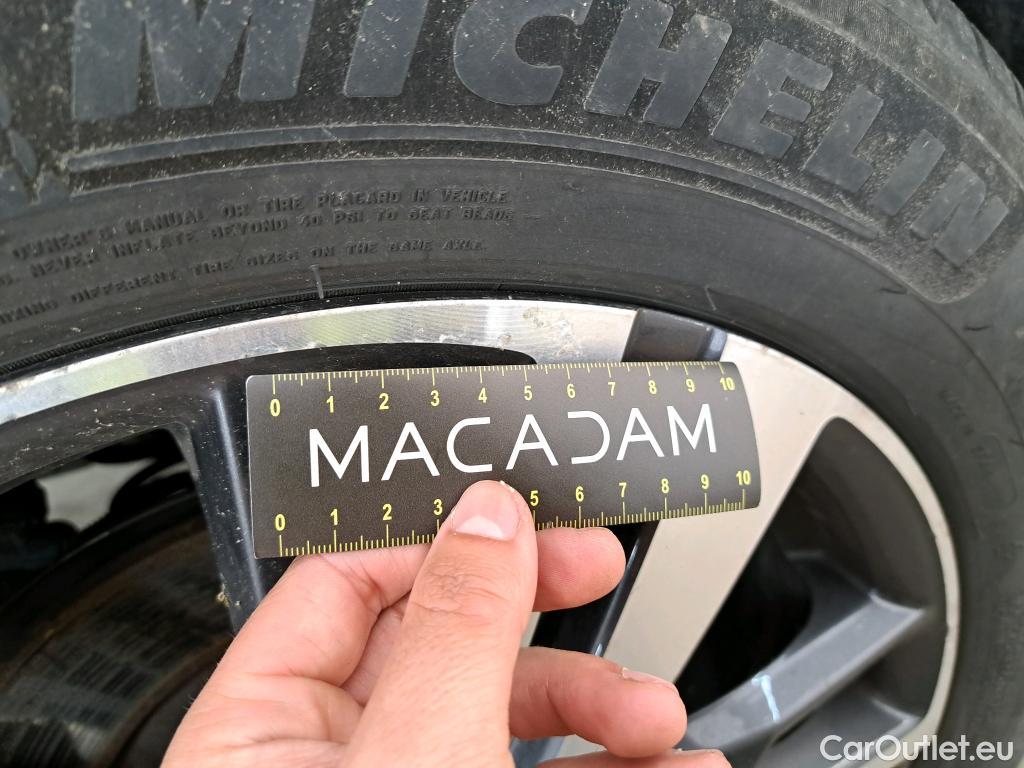 MICHELIN
OWNER'S MANUAL OR TIRE PLACARD IN VEHICLE
NEVER INFLATE BEYOND 40 PSI TO SEAT BEADS
DIFFERENT TIRE SIZES ON THE SAME AXLE.
0 1 2 3 4 5 6 7 8 9 10
MACADAM
0 1 2 3 5 6 7 8 9 10
CarOutlet.eu